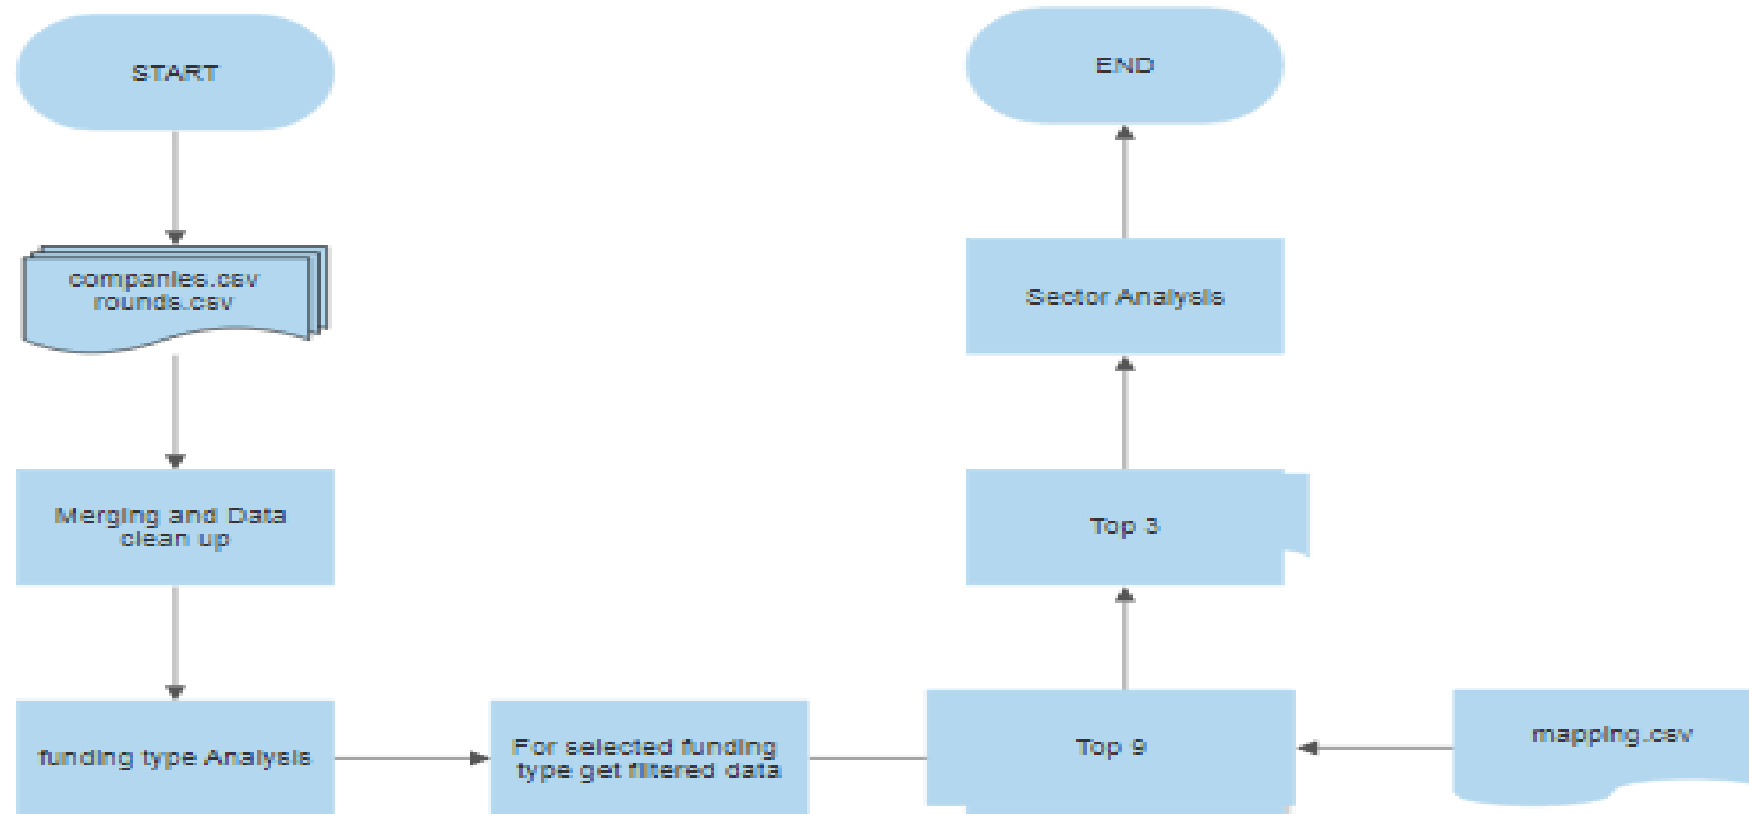 START
companies.csv
rounds.csv
Merging and Data
clean up
funding type Analysis
For selected funding
type get filtered data
END
Sector Analysis
Top 3
Top 9
mapping.csv